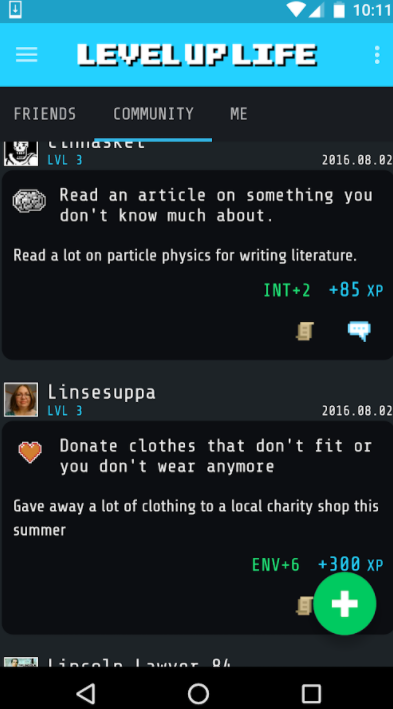 10:11
LEVEL UP LIFE
FRIENDS COMMUNITY ME
LVL 3 2016.08.02
Read an article on something you
don't know much about.
Read a lot on particle physics for writing literature.
INT+2 +85 XP
Linsesuppa
LVL 3 2016.08.02
Donate clothes that don't fit or
you don't wear anymore
Gave away a lot of clothing to a local charity shop this
summer
ENV+6 +300 XP
Lincoln Lawyer 84